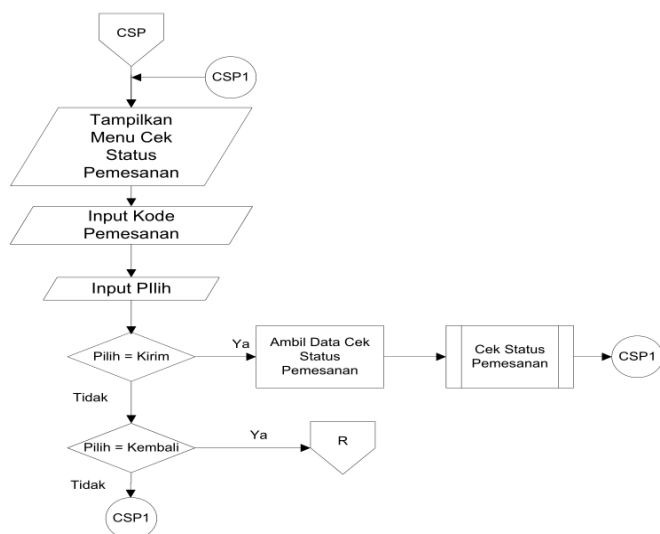 CSP
CSP1
Tampilkan
Menu Cek
Status
Pemesanan
Input Kode
Pemesanan
Input PIlih
Pilih = Kirim
Ya
Ambil Data Cek
Status
Pemesanan
Cek Status
Pemesanan
CSP1
Tidak
Pilih = Kembali
Ya
R
Tidak
CSP1